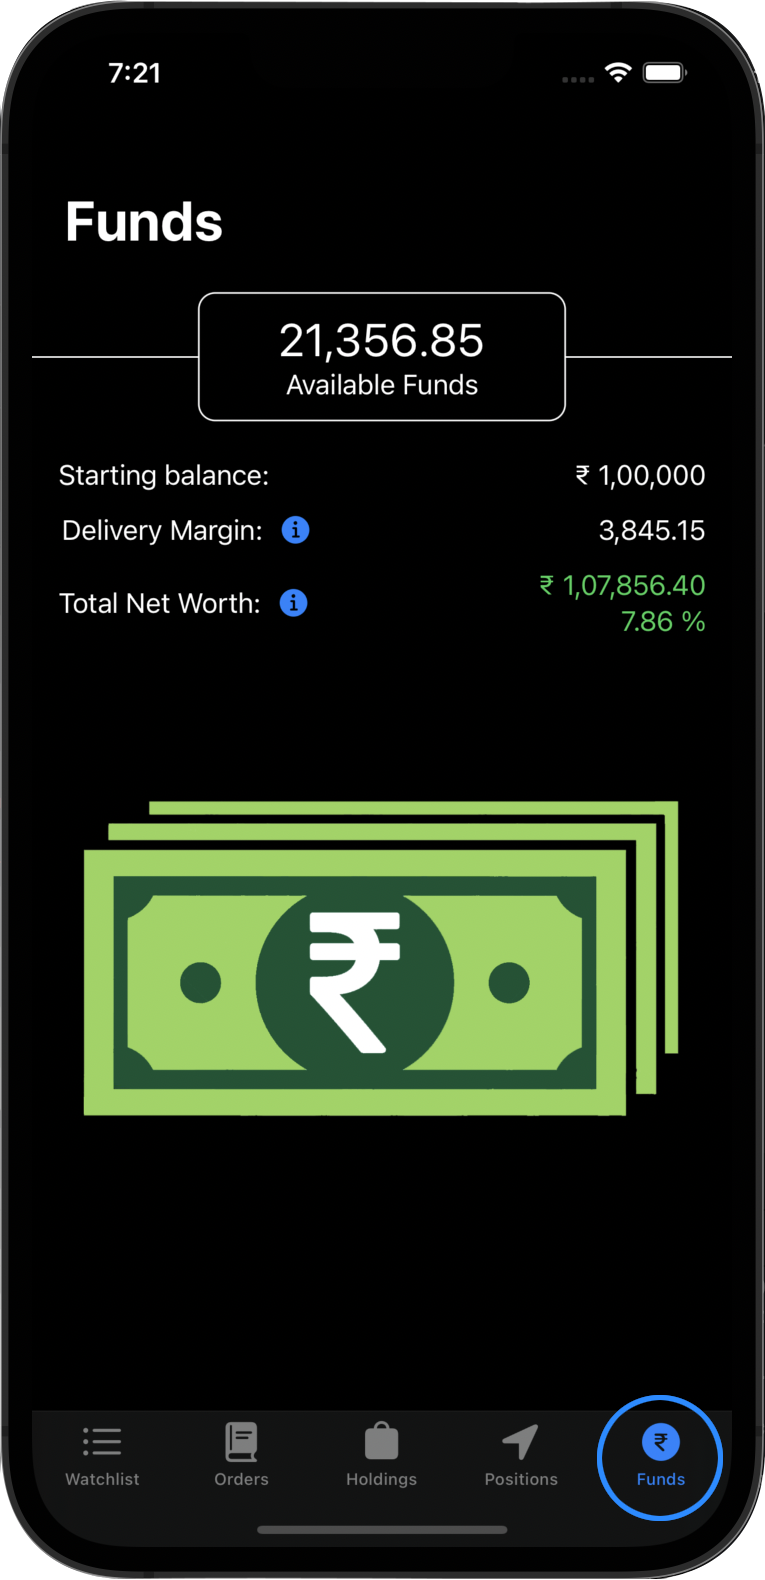 7:21
Funds
21,356.85
Available Funds
Starting balance: ₹ 1,00,000
Delivery Margin: i 3,845.15
Total Net Worth: i ₹ 1,07,856.40
7.86 %
₹
₹
Watchlist Orders Holdings Positions Funds